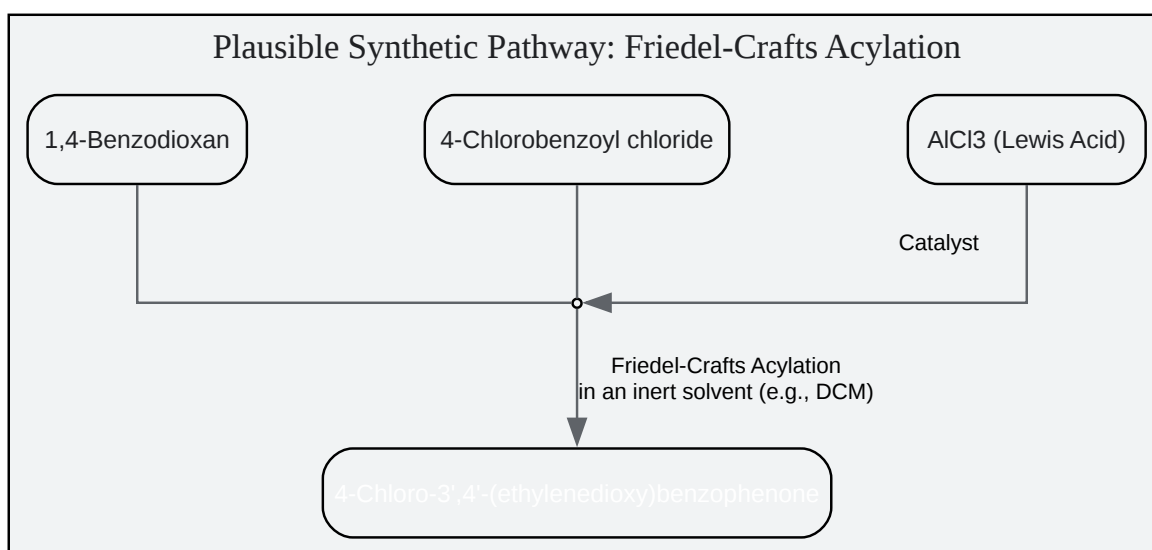 Plausible Synthetic Pathway: Friedel-Crafts Acylation
1,4-Benzodioxan
4-Chlorobenzoyl chloride
AlCl3 (Lewis Acid)
Catalyst
Friedel-Crafts Acylation
in an inert solvent (e.g., DCM)
4-Chloro-3',4'-(ethylenedioxy)benzophenone